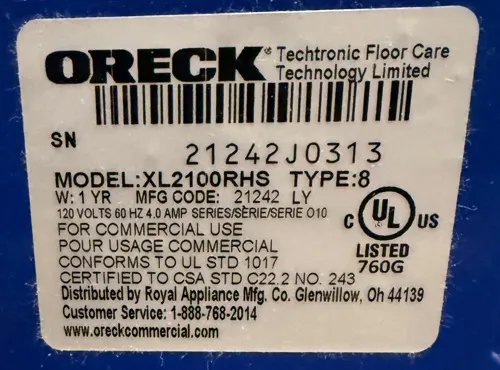 ORECK® Techtronic Floor Care
Technology Limited
SN
21242J0313
MODEL:XL2100RHS TYPE:8
W: 1 YR MFG CODE: 21242 LY
120 VOLTS 60 HZ 4.0 AMP SERIES/SERIE/SERIE O10
FOR COMMERCIAL USE
POUR USAGE COMMERCIAL
CONFORMS TO UL STD 1017
CERTIFIED TO CSA STD C22.2 NO. 243
C UL US
LISTED
760G
Distributed by Royal Appliance Mfg. Co. Glenwillow, Oh 44139
Customer Service: 1-888-768-2014
www.oreckcommercial.com